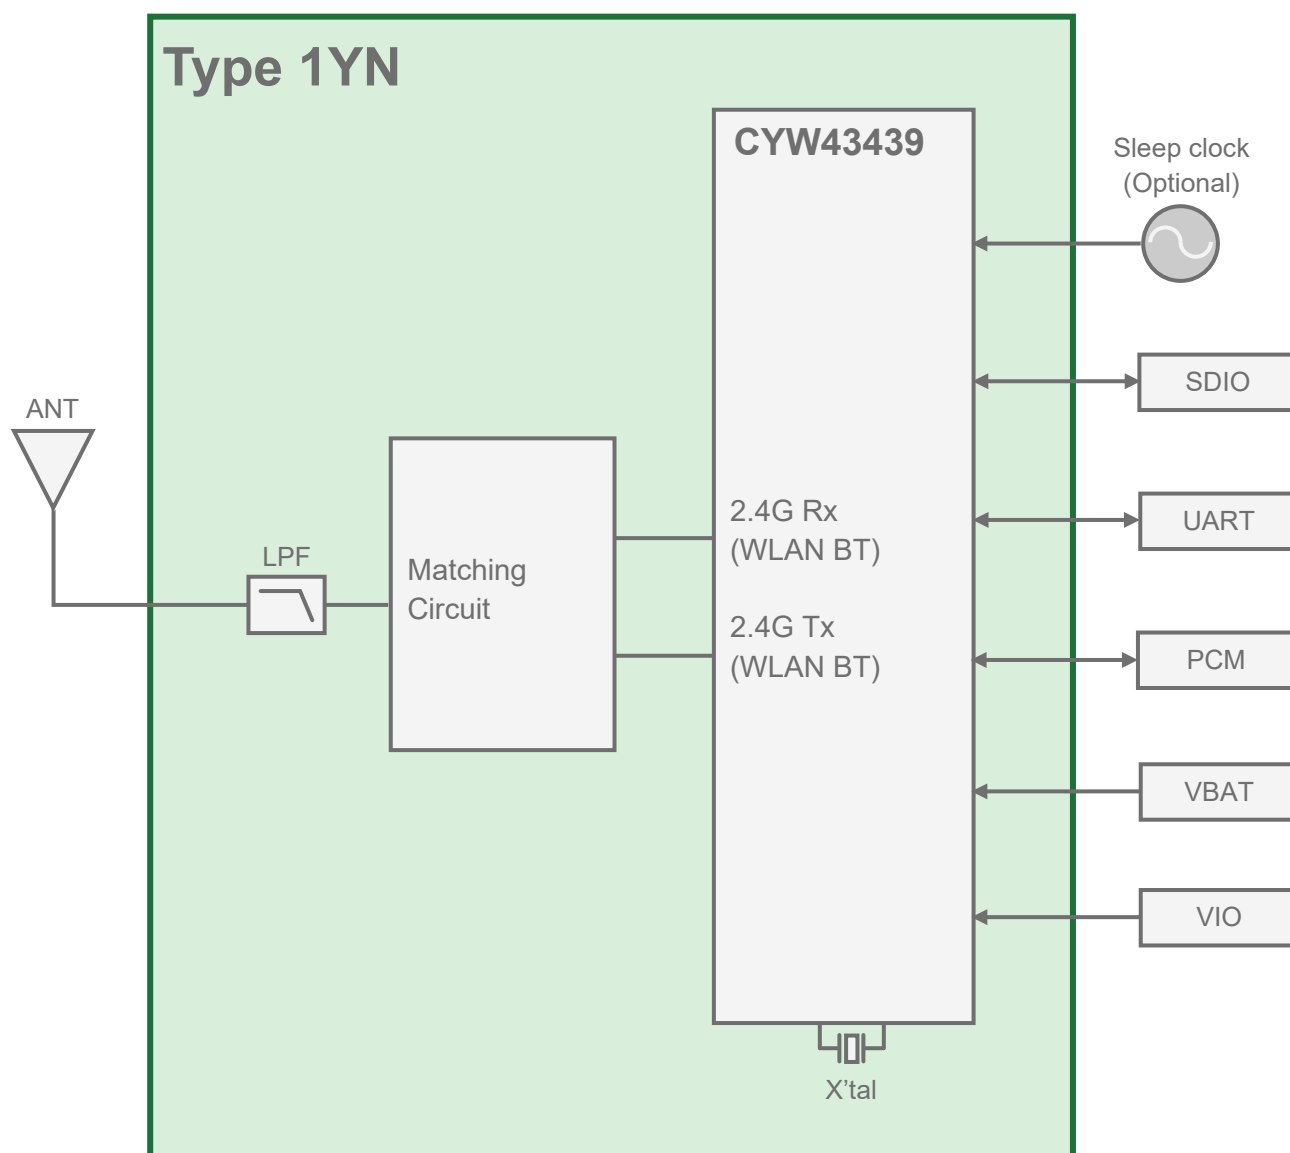 Type 1YN
CYW43439
Sleep clock
(Optional)
SDIO
ANT
2.4G Rx
(WLAN BT)
UART
LPF
Matching
Circuit
2.4G Tx
(WLAN BT)
PCM
VBAT
VIO
X’tal